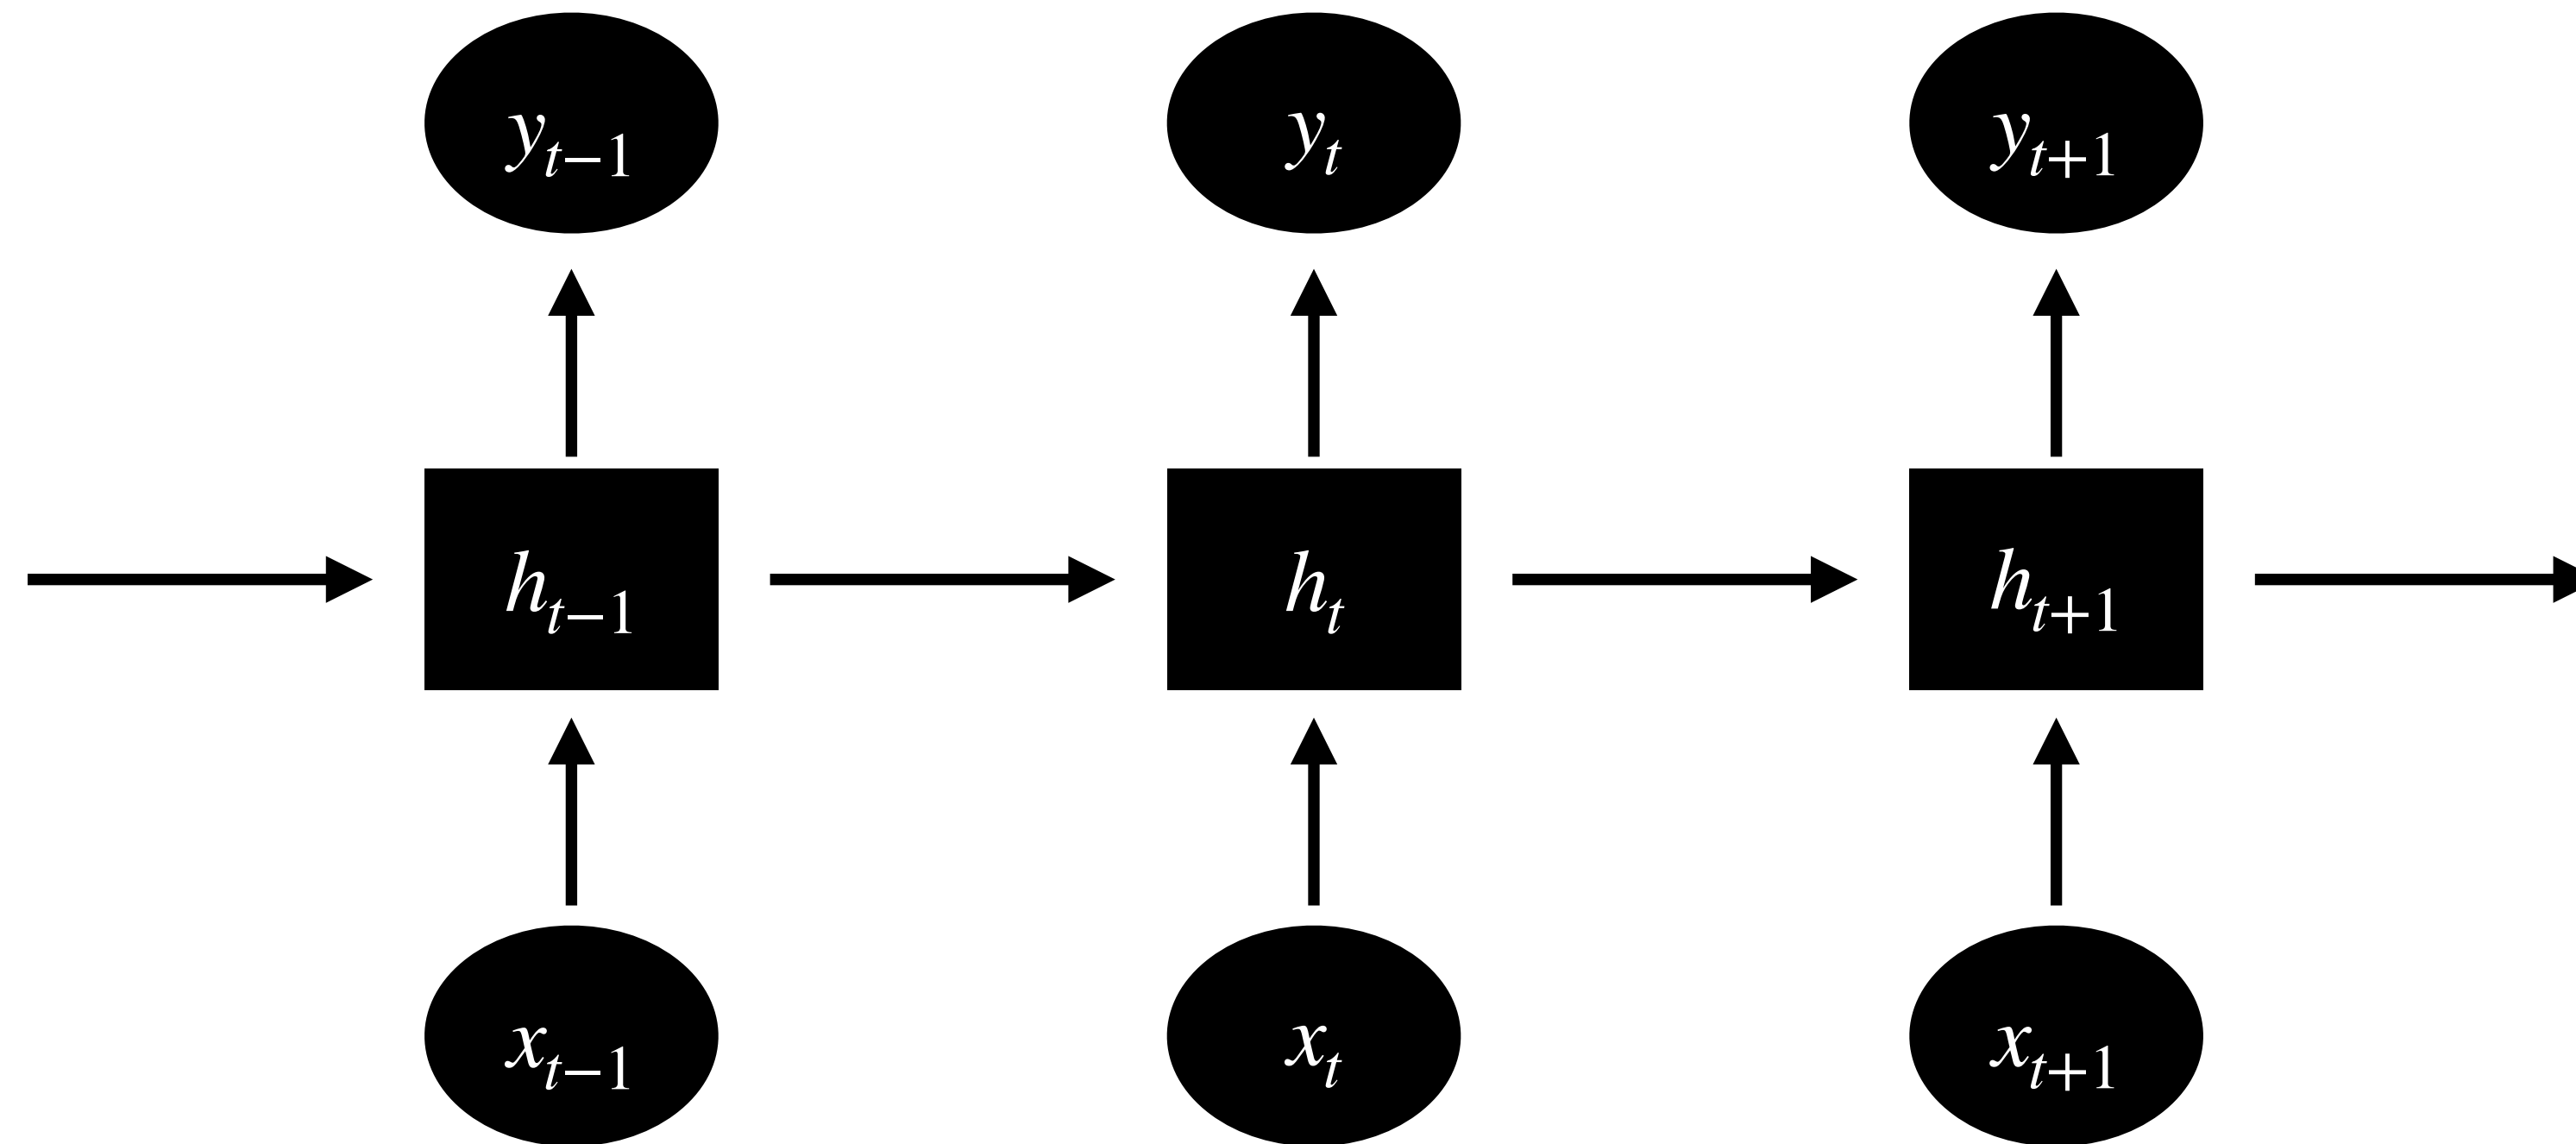 y_{t−1} y_t y_{t+1}
h_{t−1} h_t h_{t+1}
x_{t−1} x_t x_{t+1}